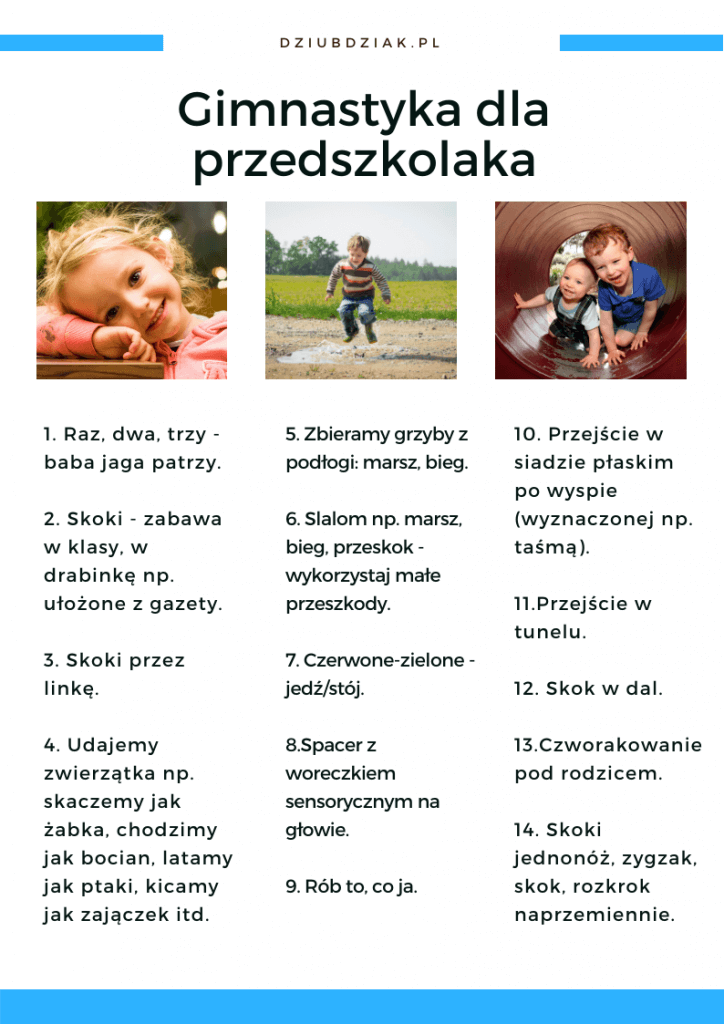 DZIUBDZIAK.PL
Gimnastyka dla
przedszkolaka
1. Raz, dwa, trzy -
baba jaga patrzy.
2. Skoki - zabawa
w klasy, w
drabinkę np.
ułożone z gazety.
3. Skoki przez
linkę.
4. Udajemy
zwierzątka np.
skaczemy jak
żabka, chodzimy
jak bocian, latamy
jak ptaki, kicamy
jak zajączek itd.
5. Zbieramy grzyby z
podłogi: marsz, bieg.
6. Slalom np. marsz,
bieg, przeskok -
wykorzystaj małe
przeszkody.
7. Czerwone-zielone -
jedź/stój.
8.Spacer z
woreczkiem
sensorycznym na
głowie.
9. Rób to, co ja.
10. Przejście w
siadzie płaskim
po wyspie
(wyznaczonej np.
taśmą).
11.Przejście w
tunelu.
12. Skok w dal.
13.Czworakowanie
pod rodzicem.
14. Skoki
jednonóż, zygzak,
skok, rozkrok
naprzemiennie.